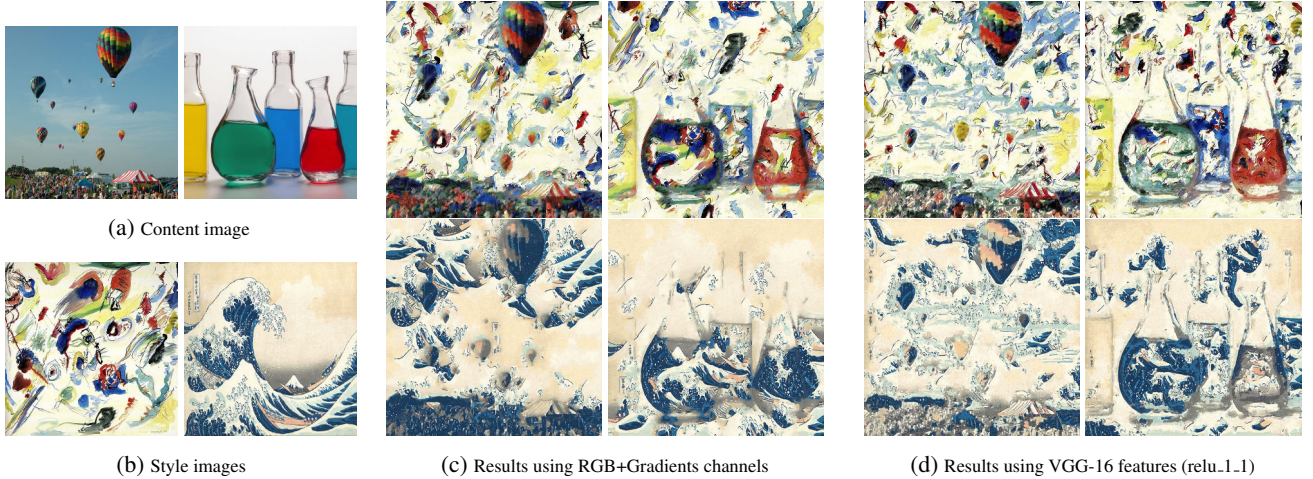 (a) Content image
(b) Style images
(c) Results using RGB+Gradients channels
(d) Results using VGG-16 features (relu_1_1)